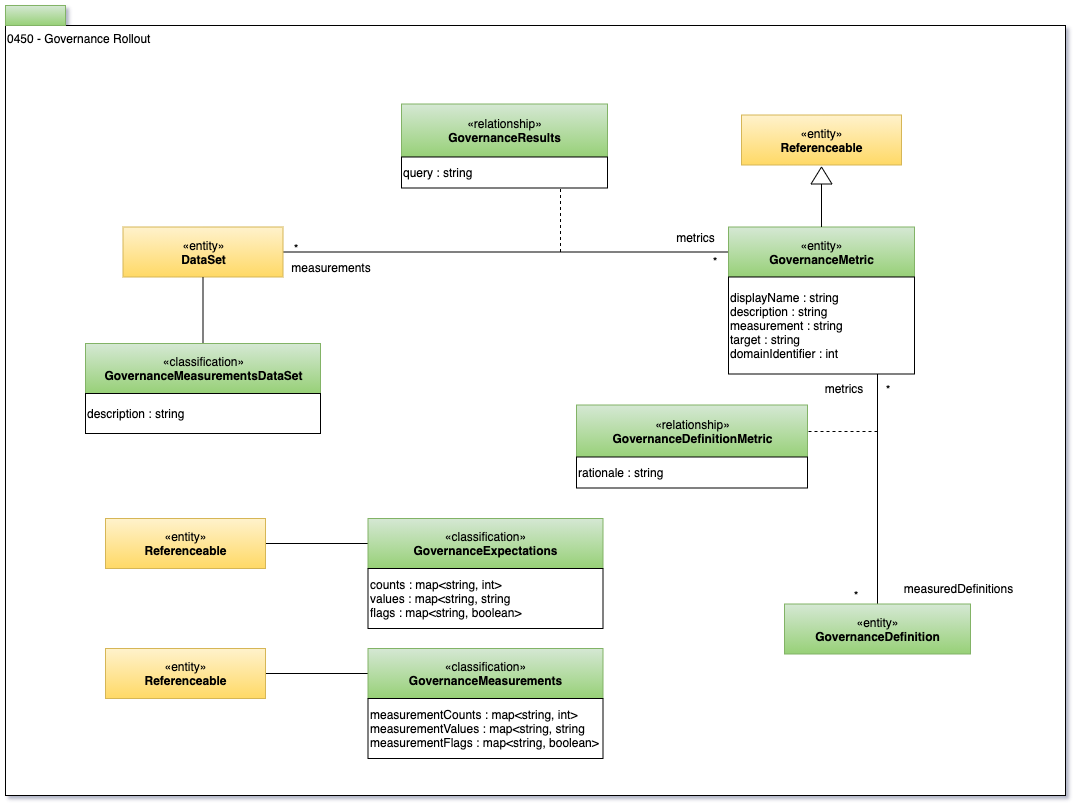 0450 - Governance Rollout
«relationship»
GovernanceResults
query : string
«entity»
Referenceable
«entity»
DataSet
*
measurements
metrics
*
«entity»
GovernanceMetric
displayName : string
description : string
measurement : string
target : string
domainIdentifier : int
«classification»
GovernanceMeasurementsDataSet
description : string
metrics
*
«relationship»
GovernanceDefinitionMetric
rationale : string
«entity»
Referenceable
«classification»
GovernanceExpectations
counts : map<string, int>
values : map<string, string
flags : map<string, boolean>
*
measuredDefinitions
«entity»
GovernanceDefinition
«entity»
Referenceable
«classification»
GovernanceMeasurements
measurementCounts : map<string, int>
measurementValues : map<string, string
measurementFlags : map<string, boolean>